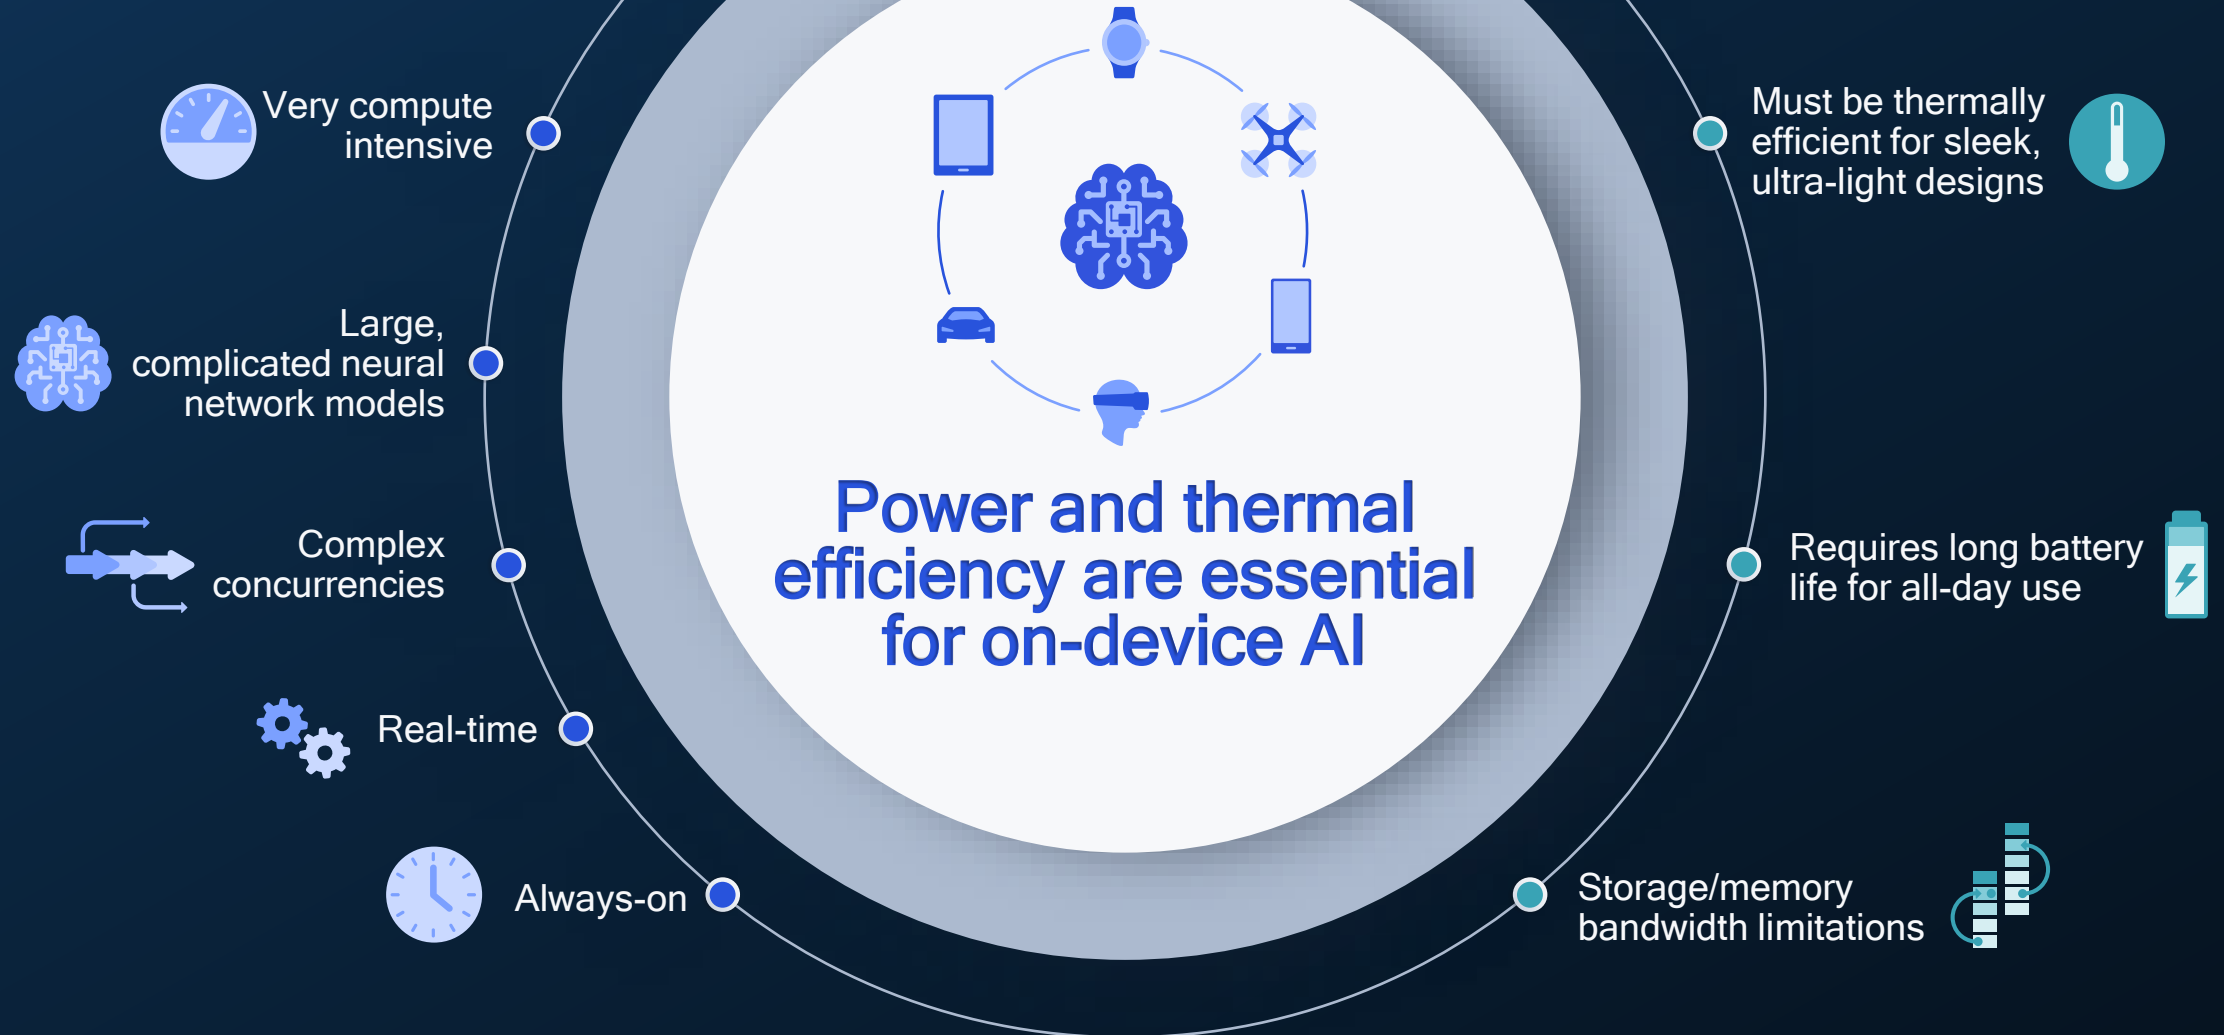 Very compute
intensive
Large,
complicated neural
network models
Complex
concurrencies
Real-time
Always-on
Power and thermal
efficiency are essential
for on-device AI
Must be thermally
efficient for sleek,
ultra-light designs
Requires long battery
life for all-day use
Storage/memory
bandwidth limitations